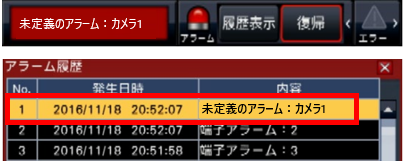 未定義のアラーム：カメラ1
アラーム
履歴表示
復帰
エラー
アラーム履歴
No. 発生日時 内容
1 2016/11/18 20:52:07 未定義のアラーム：カメラ1
2 2016/11/18 20:52:07 端子アラーム：2
3 2016/11/18 20:51:58 端子アラーム：3